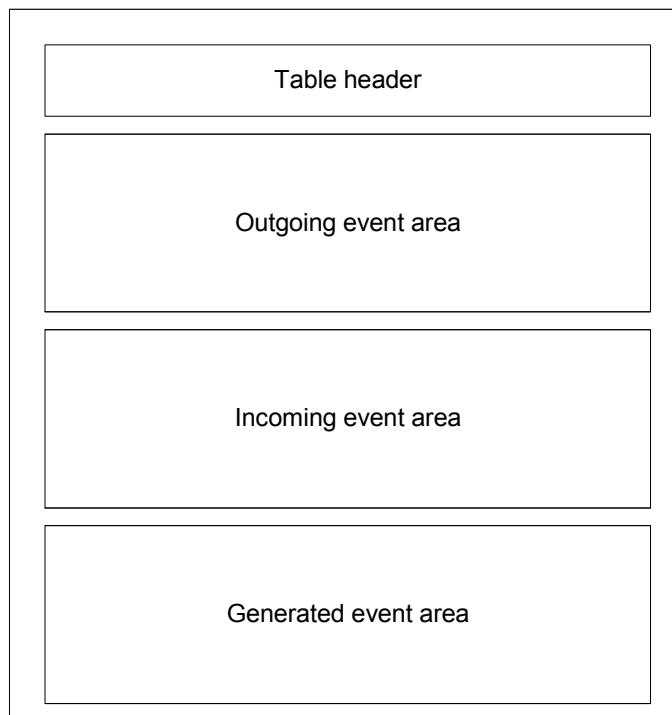 Table header
Outgoing event area
Incoming event area
Generated event area